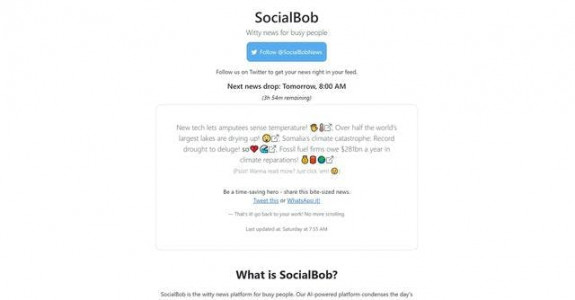 SocialBob
Witty news for busy people
Follow @SocialBobNews
Follow us on Twitter to get your news right in your feed.
Next news drop: Tomorrow, 8:00 AM
(3h 54m remaining)
New tech lets amputees sense temperature! Over half the world's
largest lakes are drying up! Somalia's climate catastrophe: Record
drought to deluge! so Fossil fuel firms owe $281bn a year in
climate reparations!
(Psst! Wanna read more? Just click 'em! )
Be a time-saving hero - share this bite-sized news.
Tweet this or WhatsApp it!
— That's it! go back to your work! No more scrolling.
Last updated at: Saturday at 7:55 AM
What is SocialBob?
SocialBob is the witty news platform for busy people. Our AI-powered platform condenses the day's